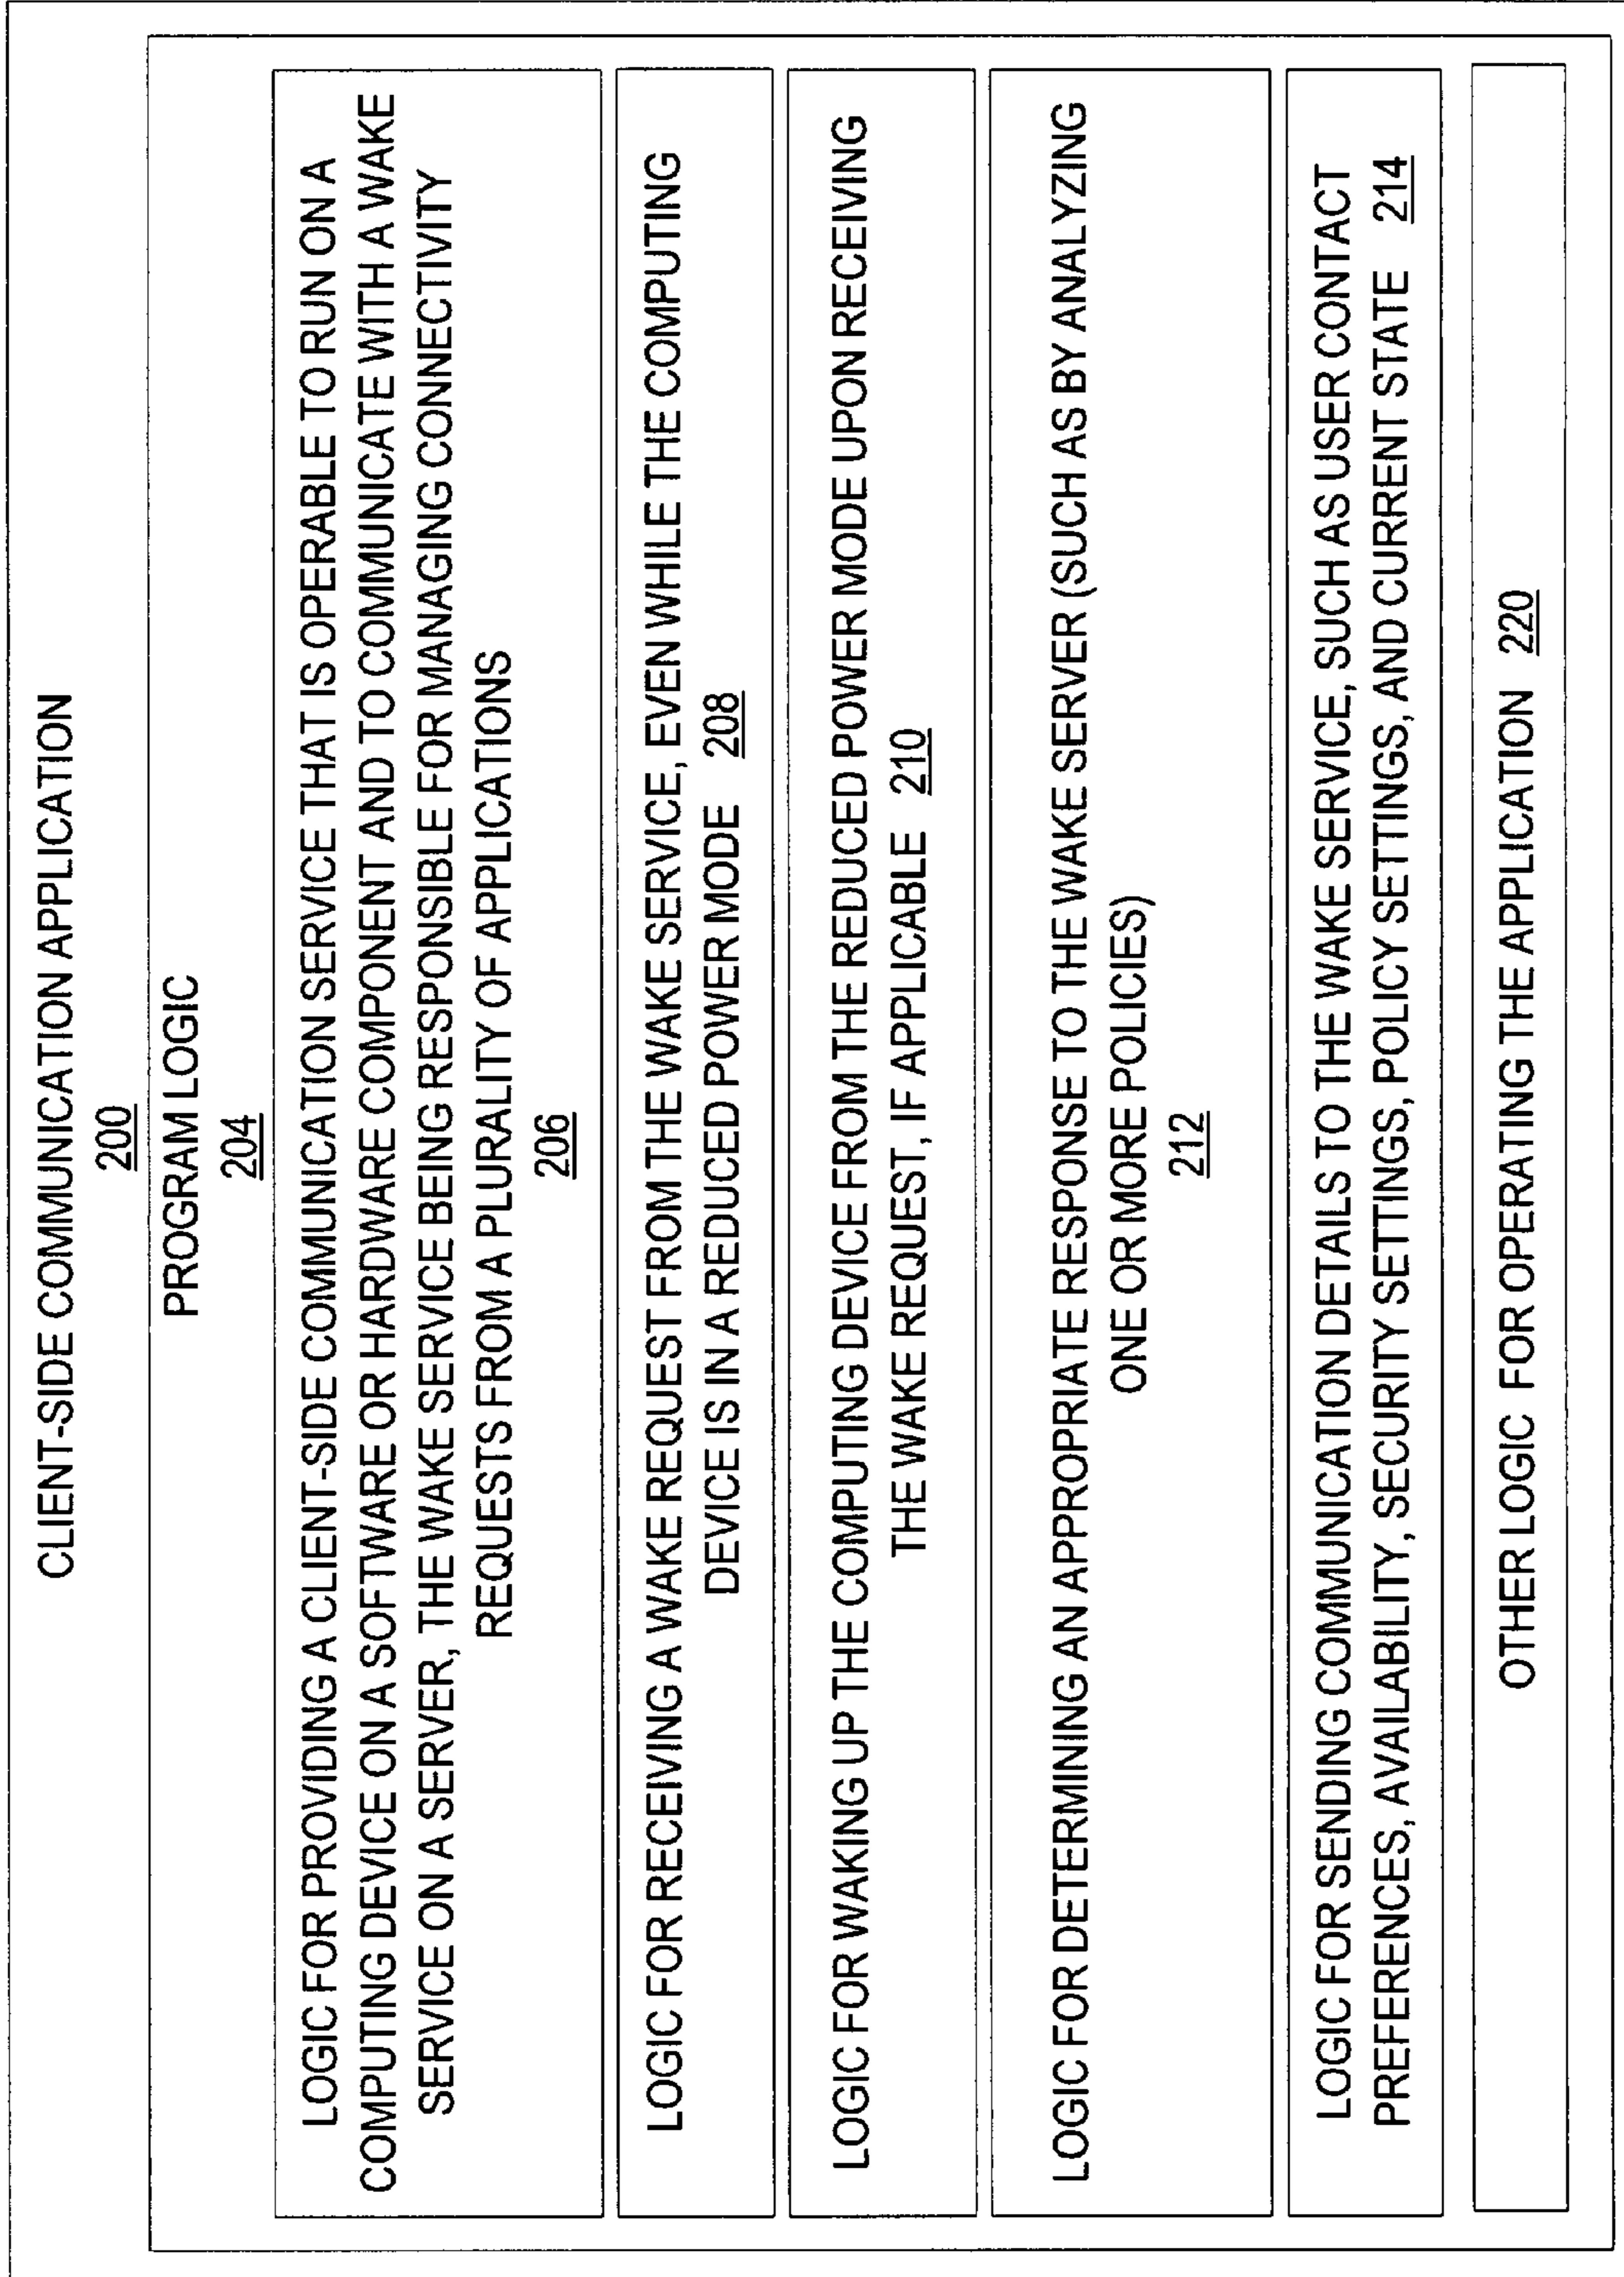 CLIENT-SIDE COMMUNICATION APPLICATION
200
PROGRAM LOGIC
204
LOGIC FOR PROVIDING A CLIENT-SIDE COMMUNICATION SERVICE THAT IS OPERABLE TO RUN ON A
COMPUTING DEVICE ON A SOFTWARE OR HARDWARE COMPONENT AND TO COMMUNICATE WITH A WAKE
SERVICE ON A SERVER, THE WAKE SERVICE BEING RESPONSIBLE FOR MANAGING CONNECTIVITY
REQUESTS FROM A PLURALITY OF APPLICATIONS
206
LOGIC FOR RECEIVING A WAKE REQUEST FROM THE WAKE SERVICE, EVEN WHILE THE COMPUTING
DEVICE IS IN A REDUCED POWER MODE 208
LOGIC FOR WAKING UP THE COMPUTING DEVICE FROM THE REDUCED POWER MODE UPON RECEIVING
THE WAKE REQUEST, IF APPLICABLE 210
LOGIC FOR DETERMINING AN APPROPRIATE RESPONSE TO THE WAKE SERVER (SUCH AS BY ANALYZING
ONE OR MORE POLICIES)
212
LOGIC FOR SENDING COMMUNICATION DETAILS TO THE WAKE SERVICE, SUCH AS USER CONTACT
PREFERENCES, AVAILABILITY, SECURITY SETTINGS, POLICY SETTINGS, AND CURRENT STATE 214
OTHER LOGIC FOR OPERATING THE APPLICATION 220